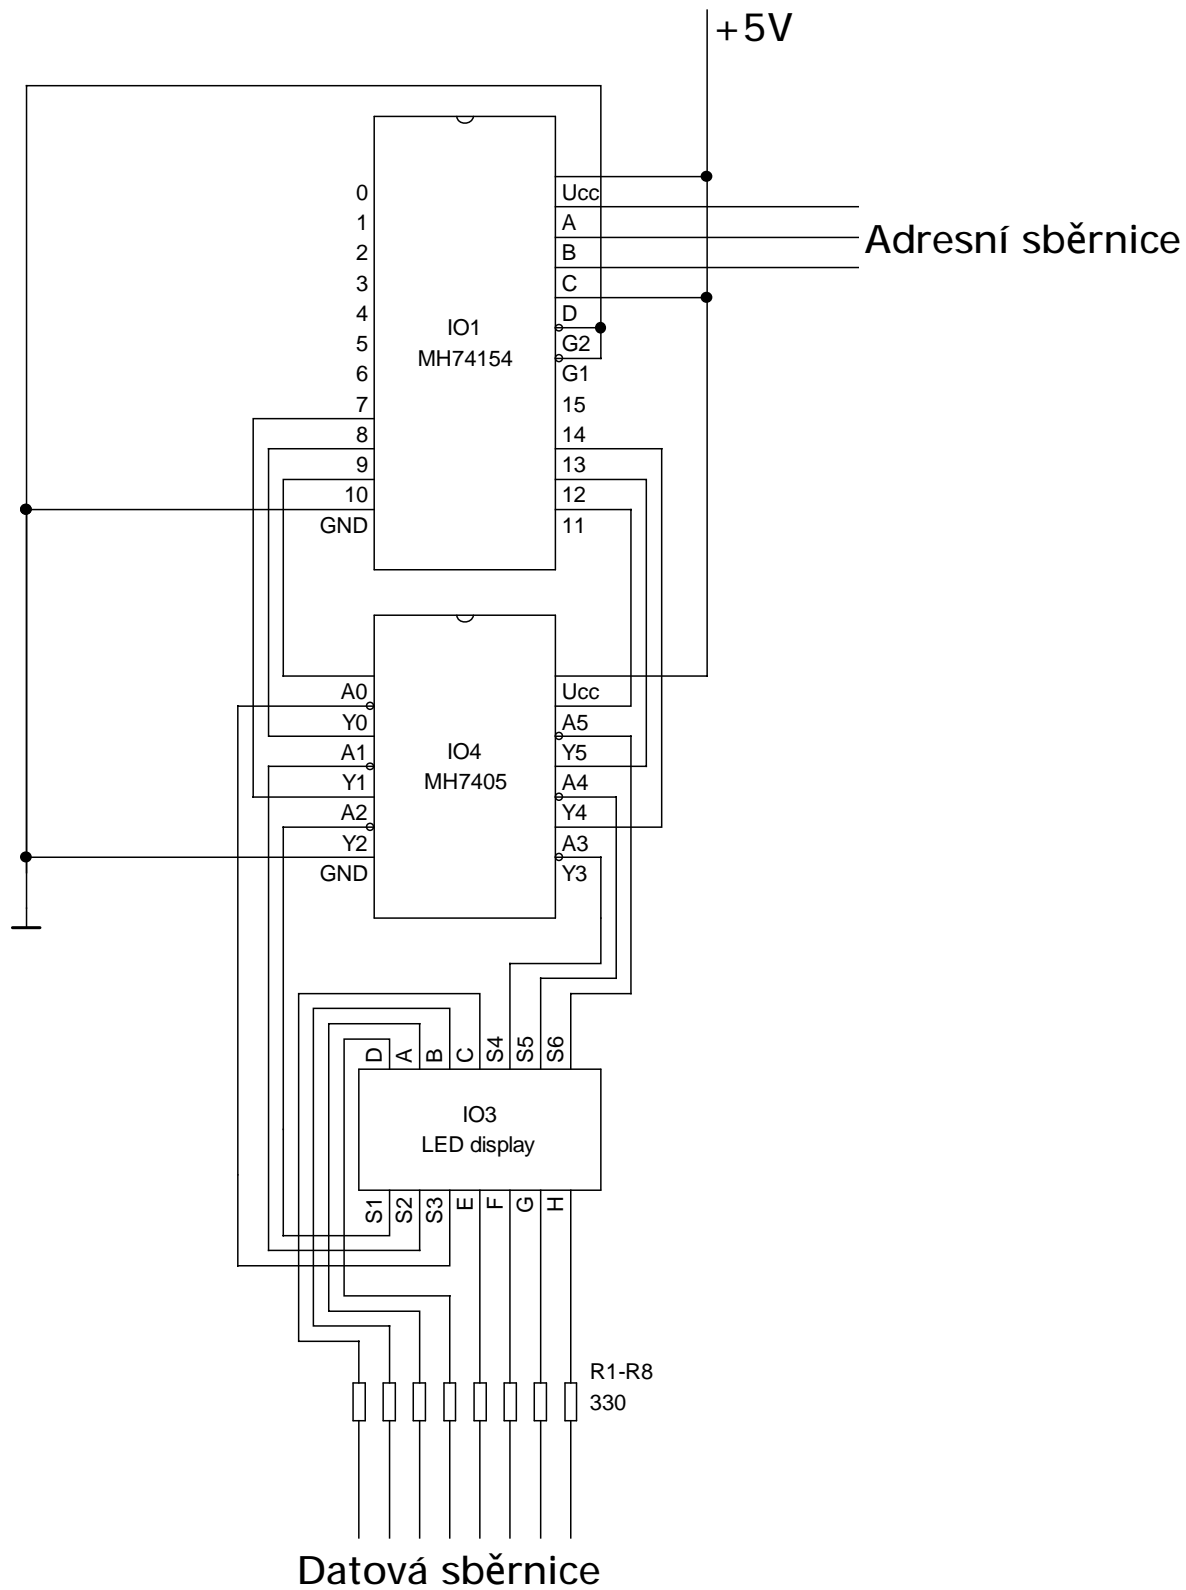 +5V
0
1
2
3
4
5
6
7
8
9
10
GND
IO1
MH74154
Ucc
A
B
C
D
G2
G1
15
14
13
12
11
Adresní sběrnice
A0
Y0
A1
Y1
A2
Y2
GND
IO4
MH7405
Ucc
A5
Y5
A4
Y4
A3
Y3
D
A
B
C
S4
S5
S6
IO3
LED display
S1
S2
S3
E
F
G
H
R1-R8
330
Datová sběrnice